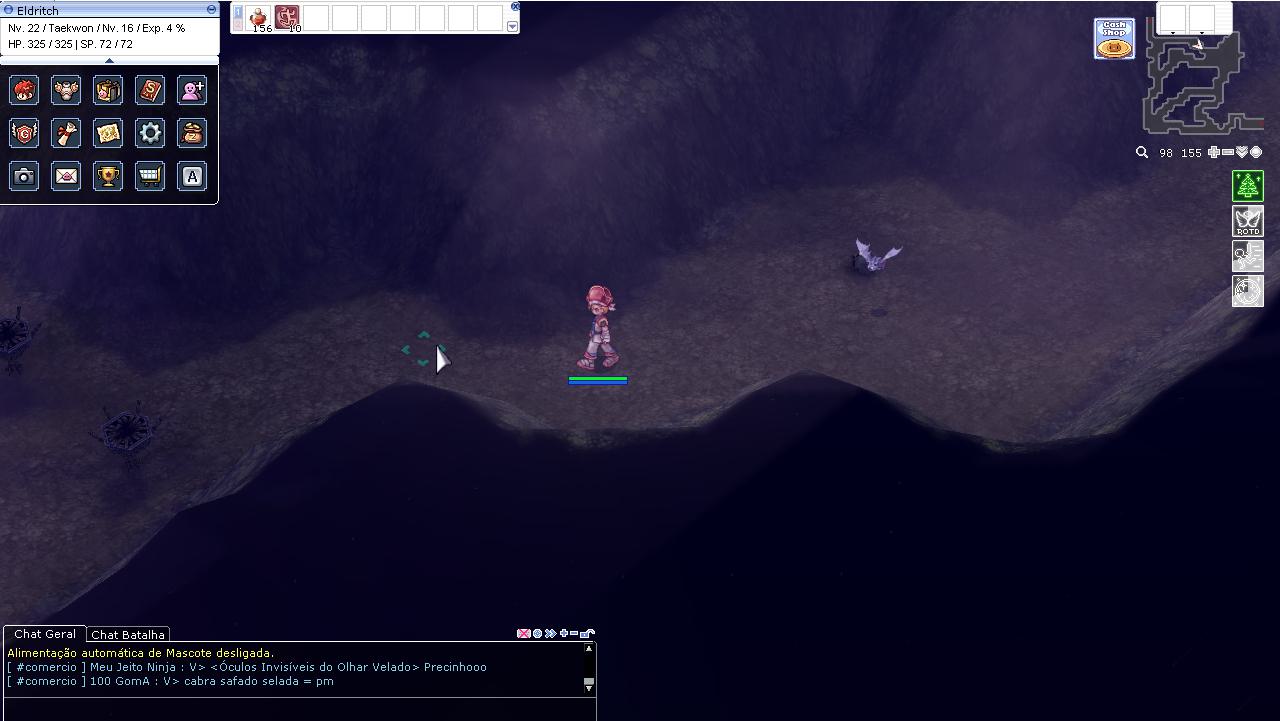 Eldritch
Nv. 22 / Taekwon / Nv. 16 / Exp. 4 %
HP. 325 / 325 | SP. 72 / 72
156
10
Cash Shop
98 155
ROTD
S
G
Z
A
Chat Geral
Chat Batalha
Alimentação automática de Mascote desligada.
[ #comercio ] Meu Jeito Ninja : V> <Óculos Invisíveis do Olhar Velado> Precinhooo
[ #comercio ] 100 GomA : V> cabra safado selada = pm